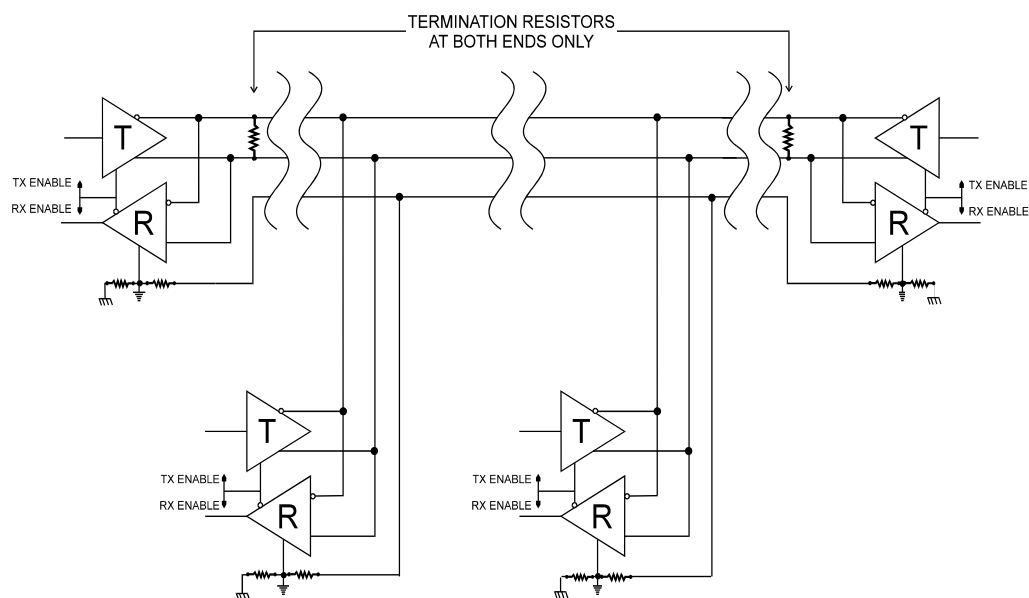 TERMINATION RESISTORS
AT BOTH ENDS ONLY
T
T
TX ENABLE
TX ENABLE
RX ENABLE
RX ENABLE
R
R
T
T
TX ENABLE
TX ENABLE
RX ENABLE
RX ENABLE
R
R